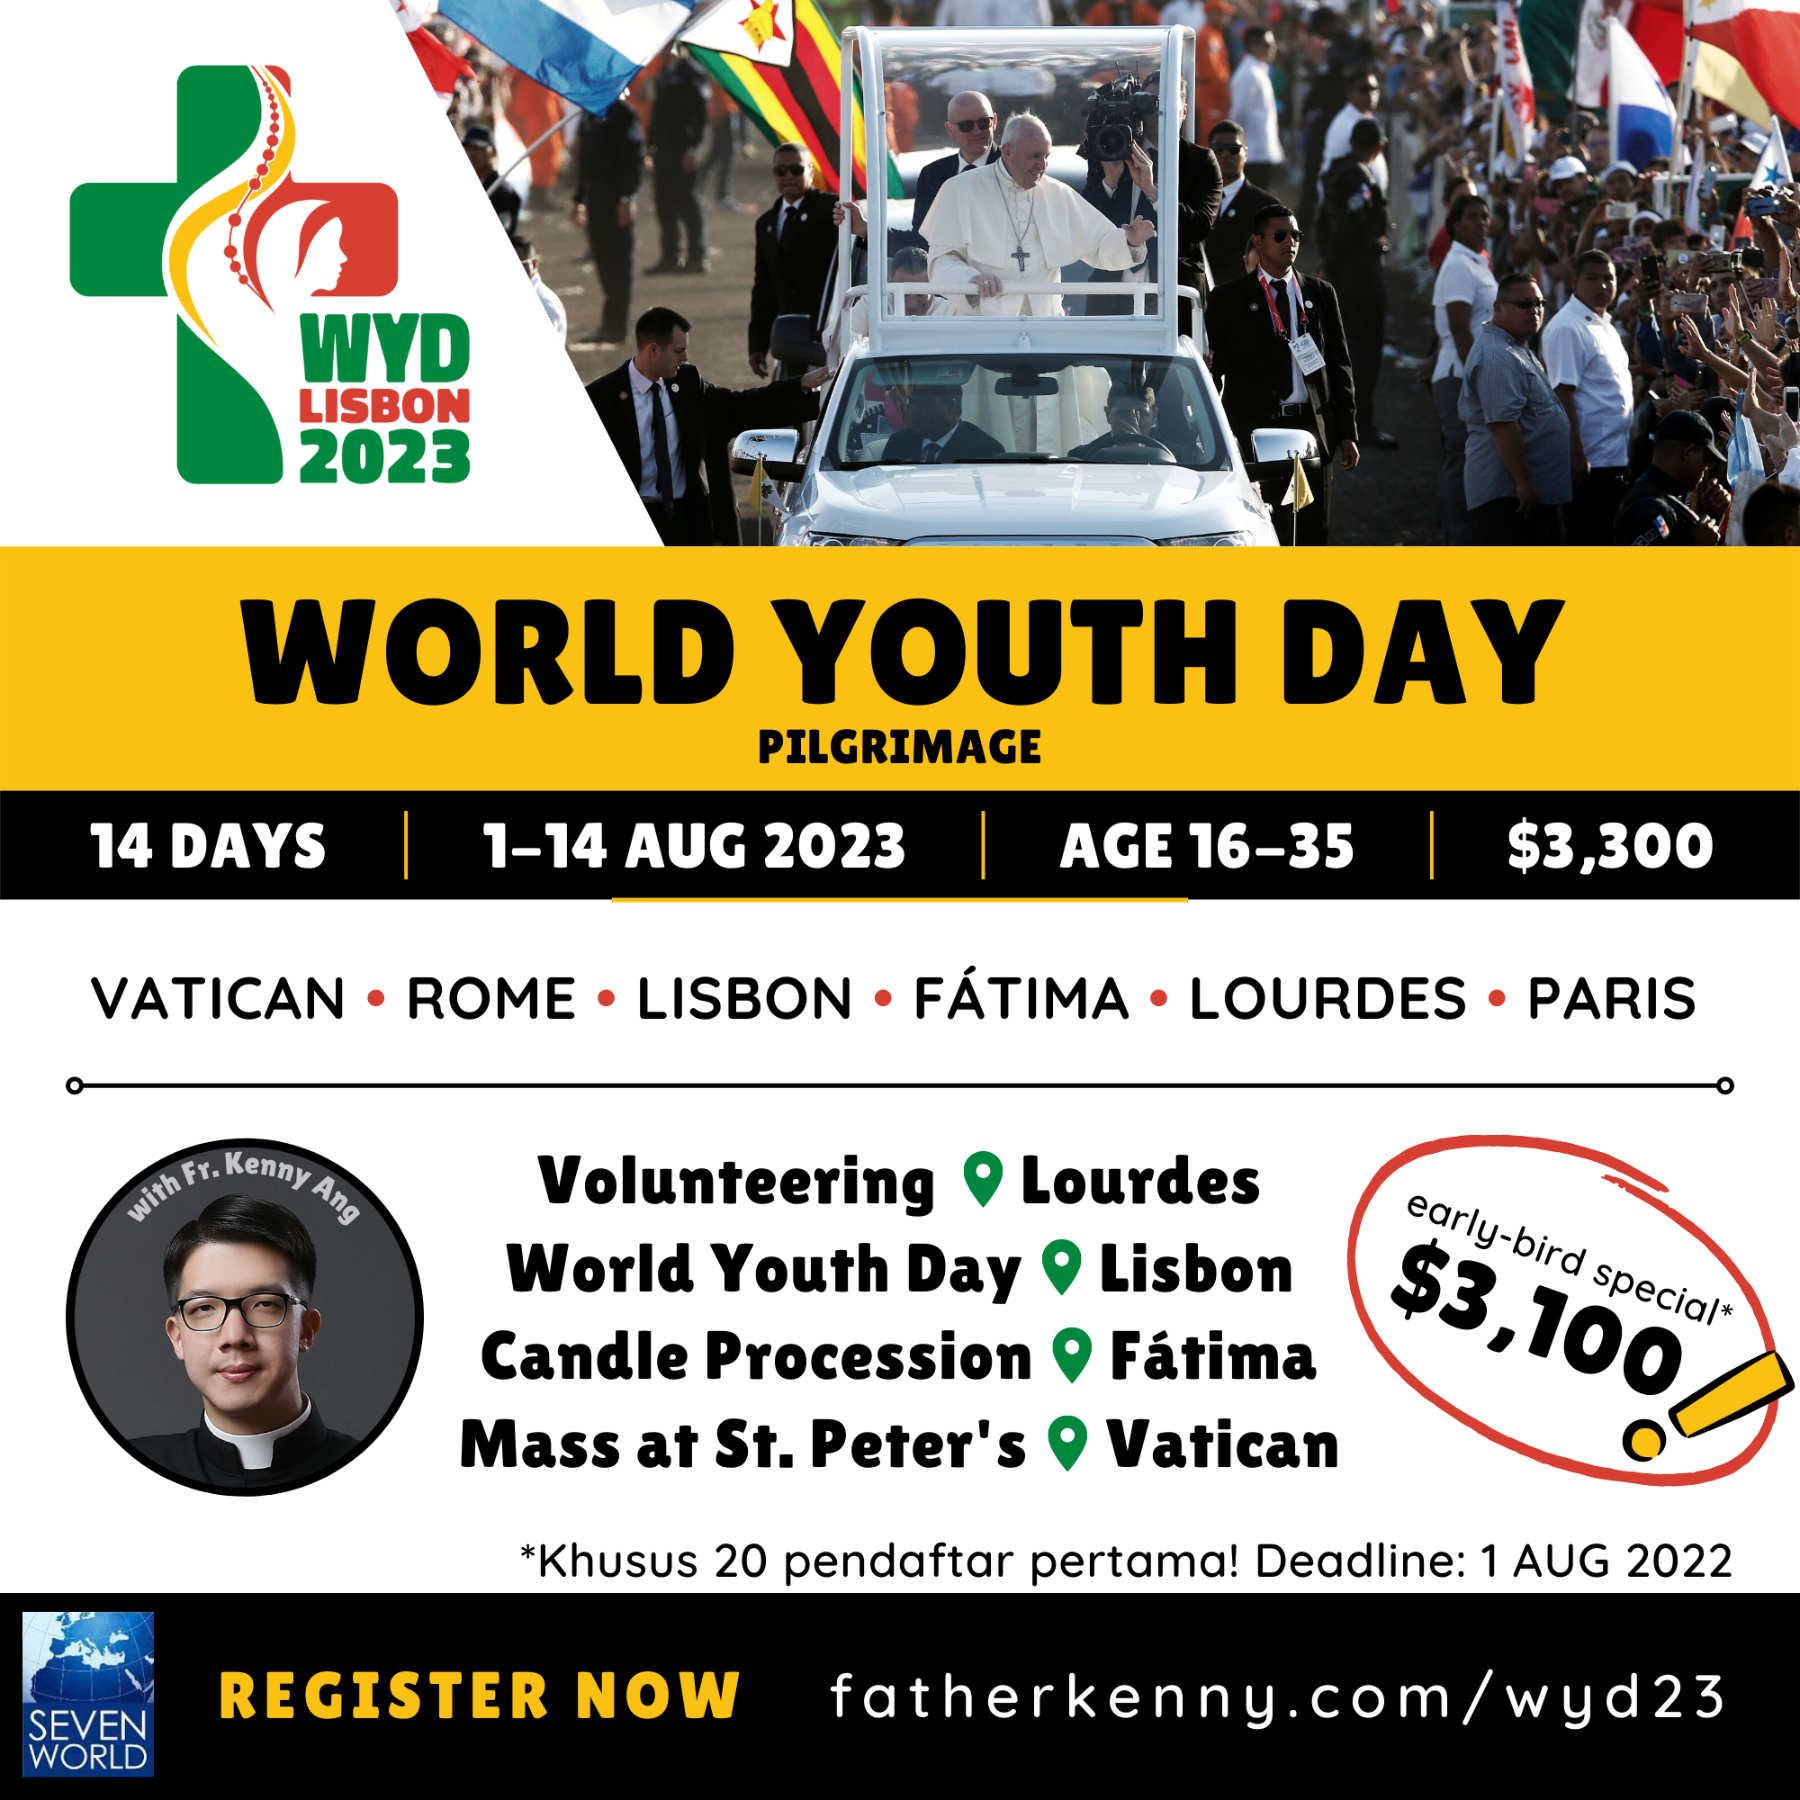 WYD
LISBON
2023
WORLD YOUTH DAY
PILGRIMAGE
14 DAYS
1-14 AUG 2023
AGE 16-35
$3,300
VATICAN • ROME • LISBON • FÁTIMA • LOURDES • PARIS
with Fr. Kenny Ang
Volunteering Lourdes
World Youth Day Lisbon
Candle Procession Fátima
Mass at St. Peter's Vatican
early-bird special*
$3,100
*Khusus 20 pendaftar pertama! Deadline: 1 AUG 2022
SEVEN
WORLD
REGISTER NOW
fatherkenny.com/wyd23